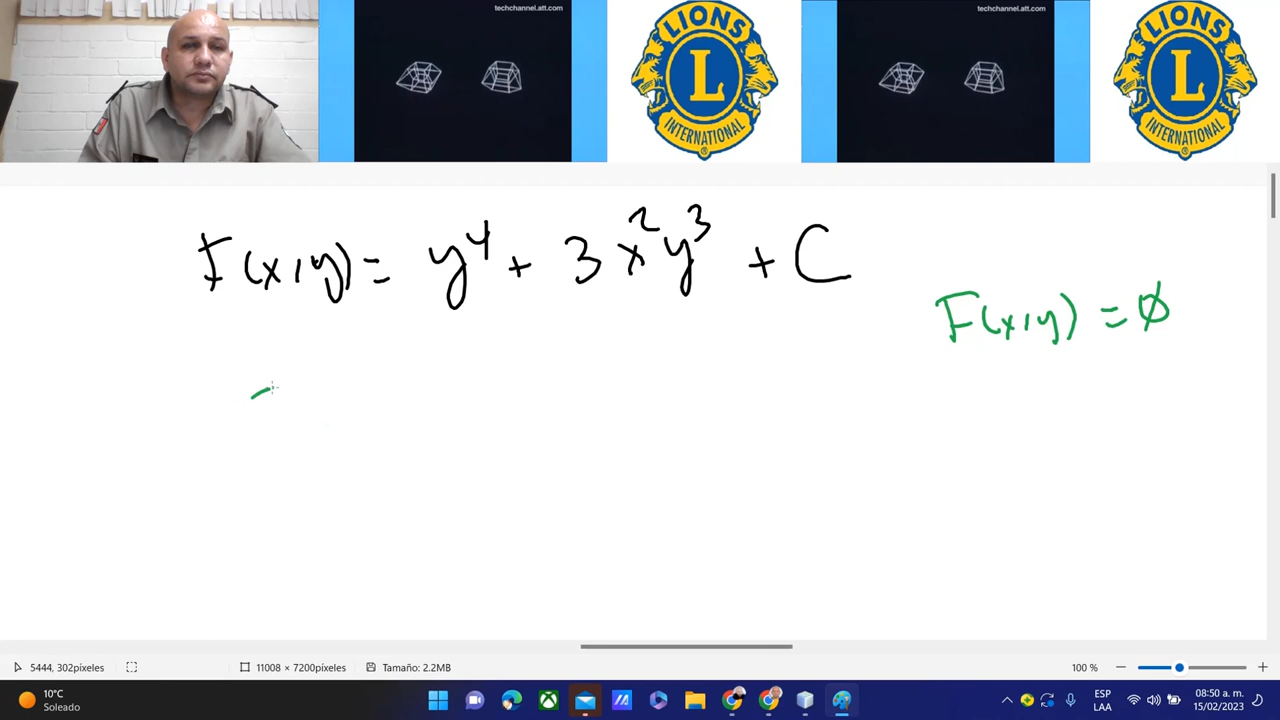 techchannel.att.com
LIONS
L
INTERNATIONAL
techchannel.att.com
LIONS
L
INTERNATIONAL
F(x,y) = y⁴ + 3x²y³ + C
F(x,y) = ∅
5444, 302píxeles
11008 × 7200píxeles
Tamaño: 2.2MB
100 %
10°C
Soleado
ESP
LAA
08:50 a. m.
15/02/2023